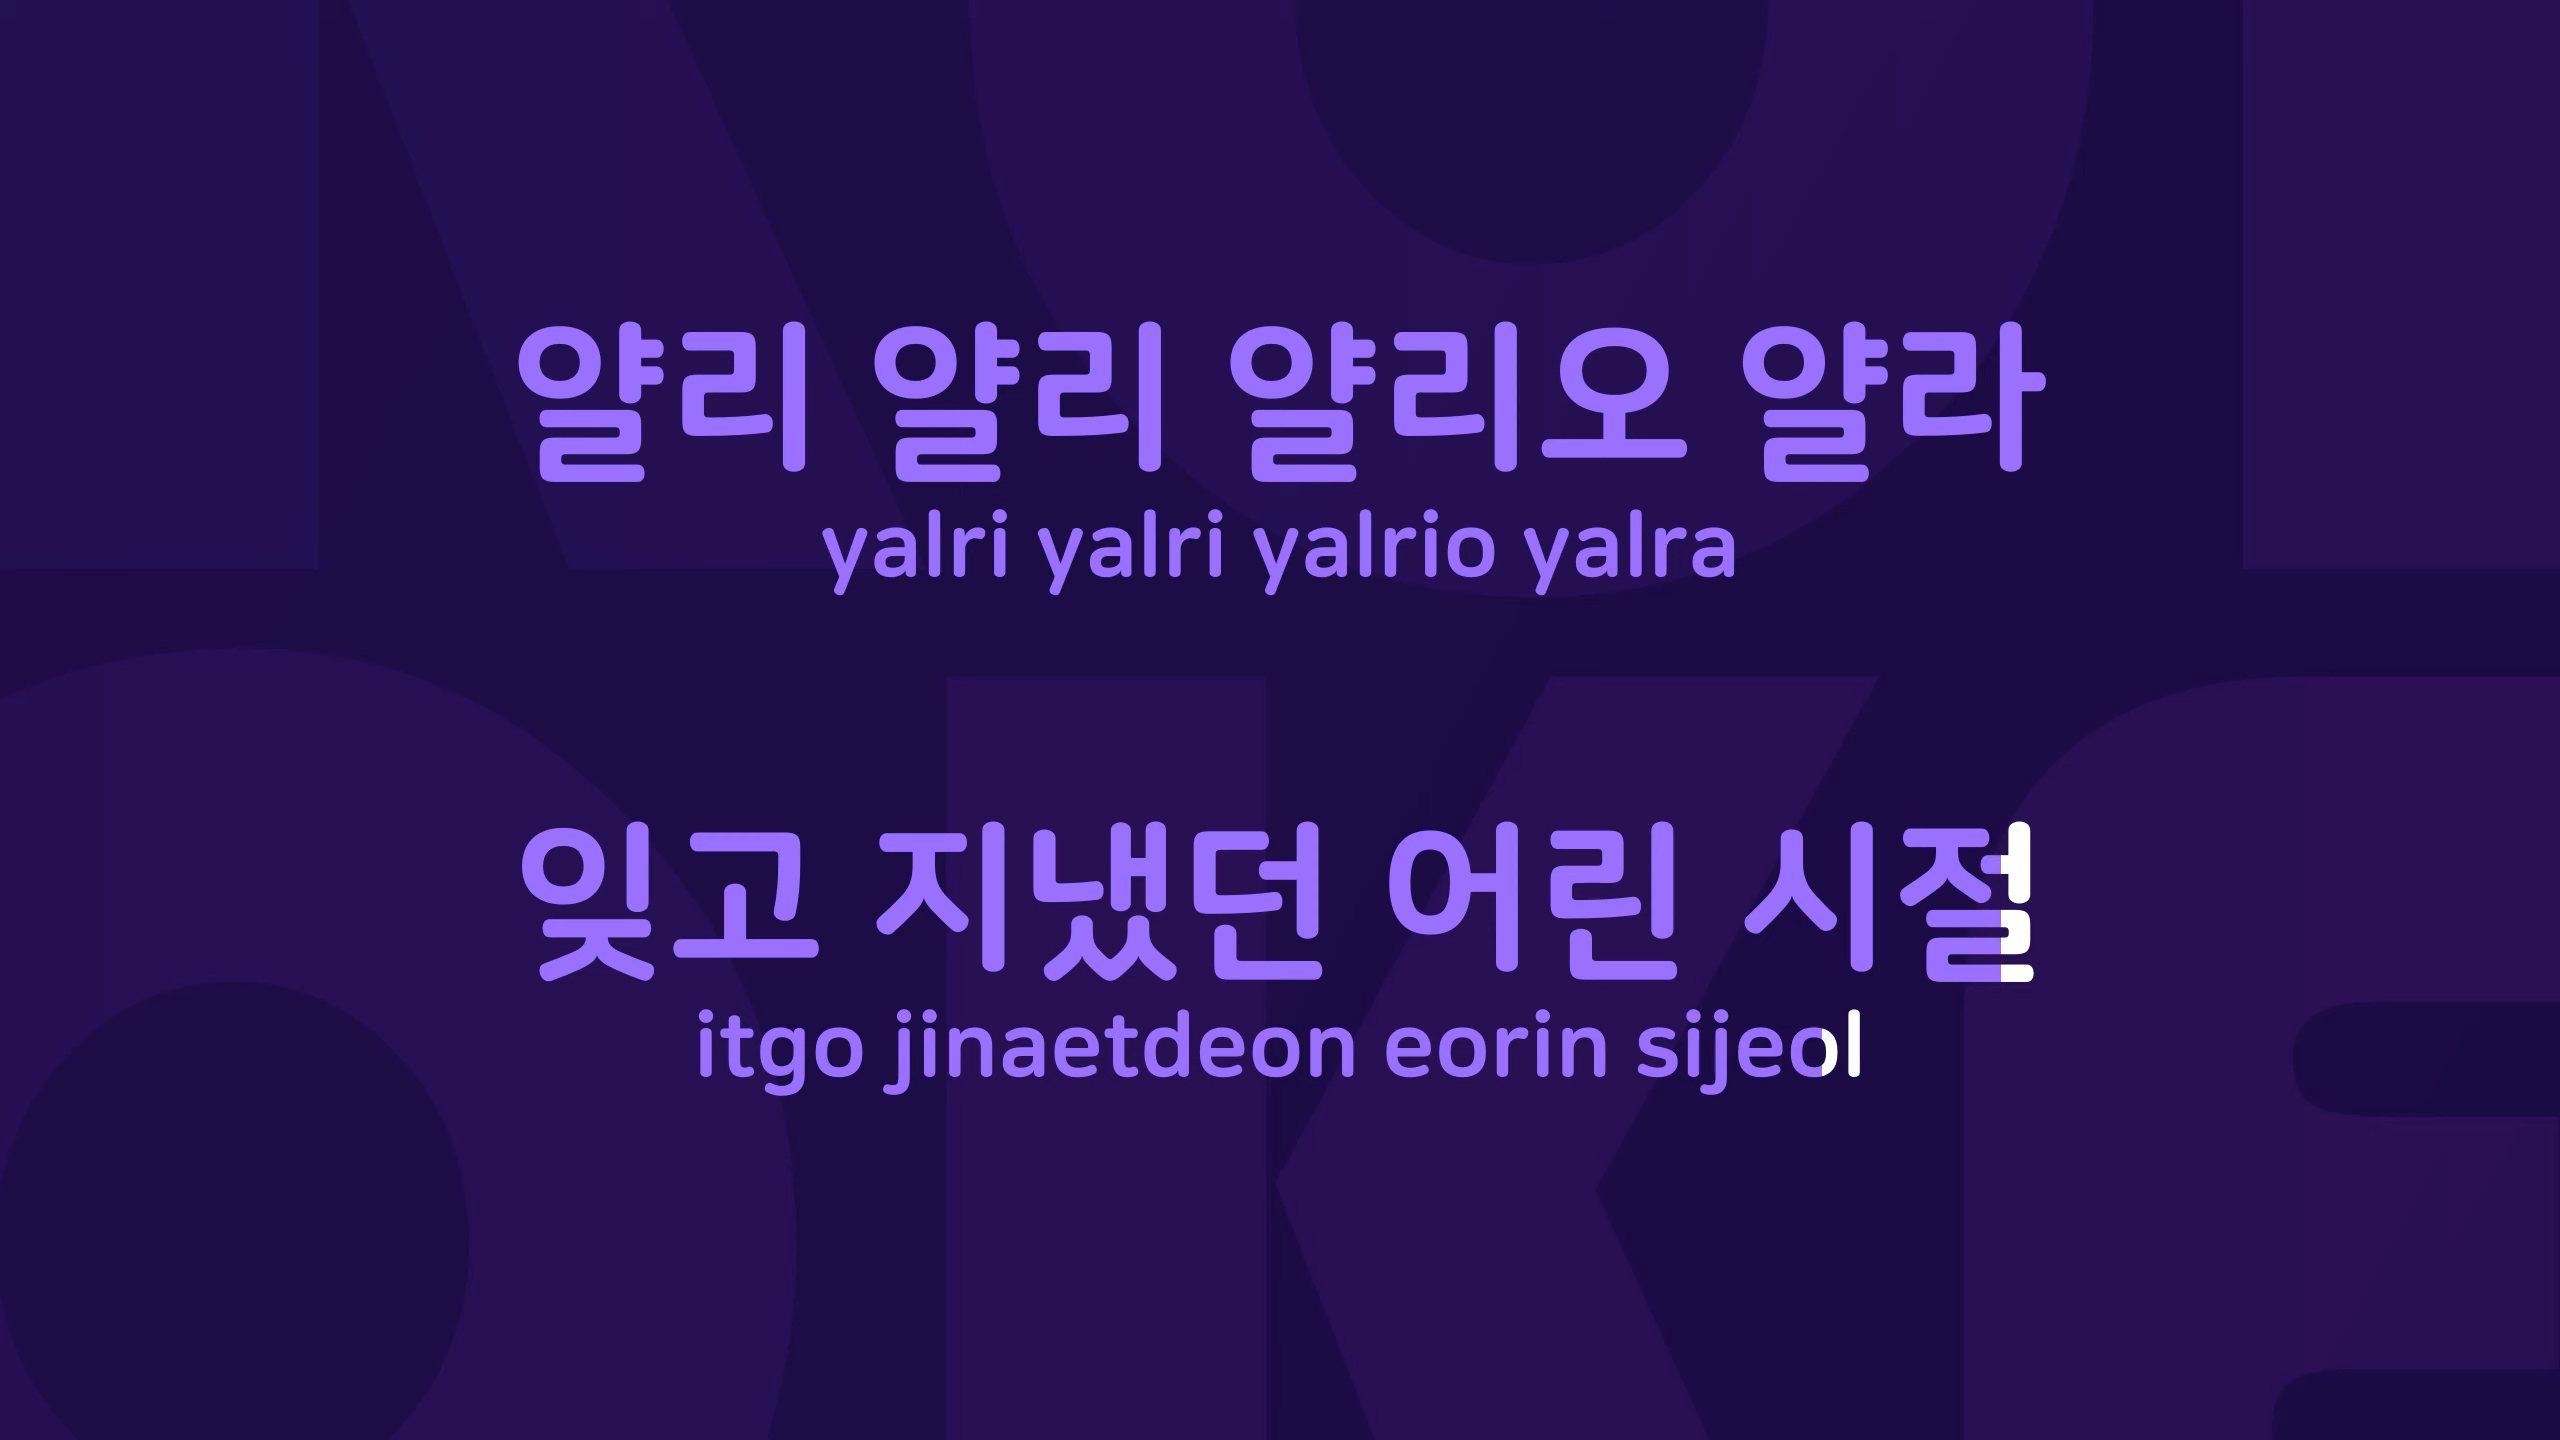 얄리 얄리 얄리오 얄라
yalri yalri yalrio yalra
잊고 지냈던 어린 시절
itgo jinaetdeon eorin sijeol